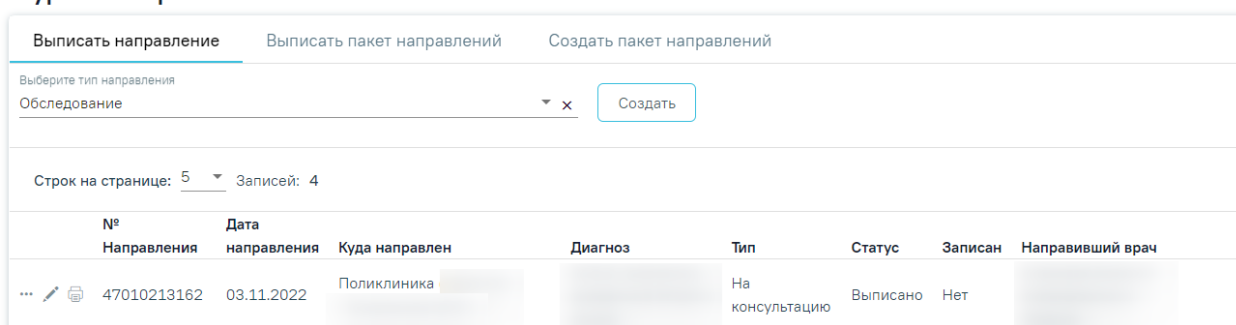 Выписать направление Выписать пакет направлений Создать пакет направлений
Выберите тип направления
Обследование
Создать
Строк на странице: 5 Записей: 4
№ Дата
Направления направления Куда направлен Диагноз Тип Статус Записан Направивший врач
Поликлиника На
47010213162 03.11.2022 Выписано Нет
консультацию